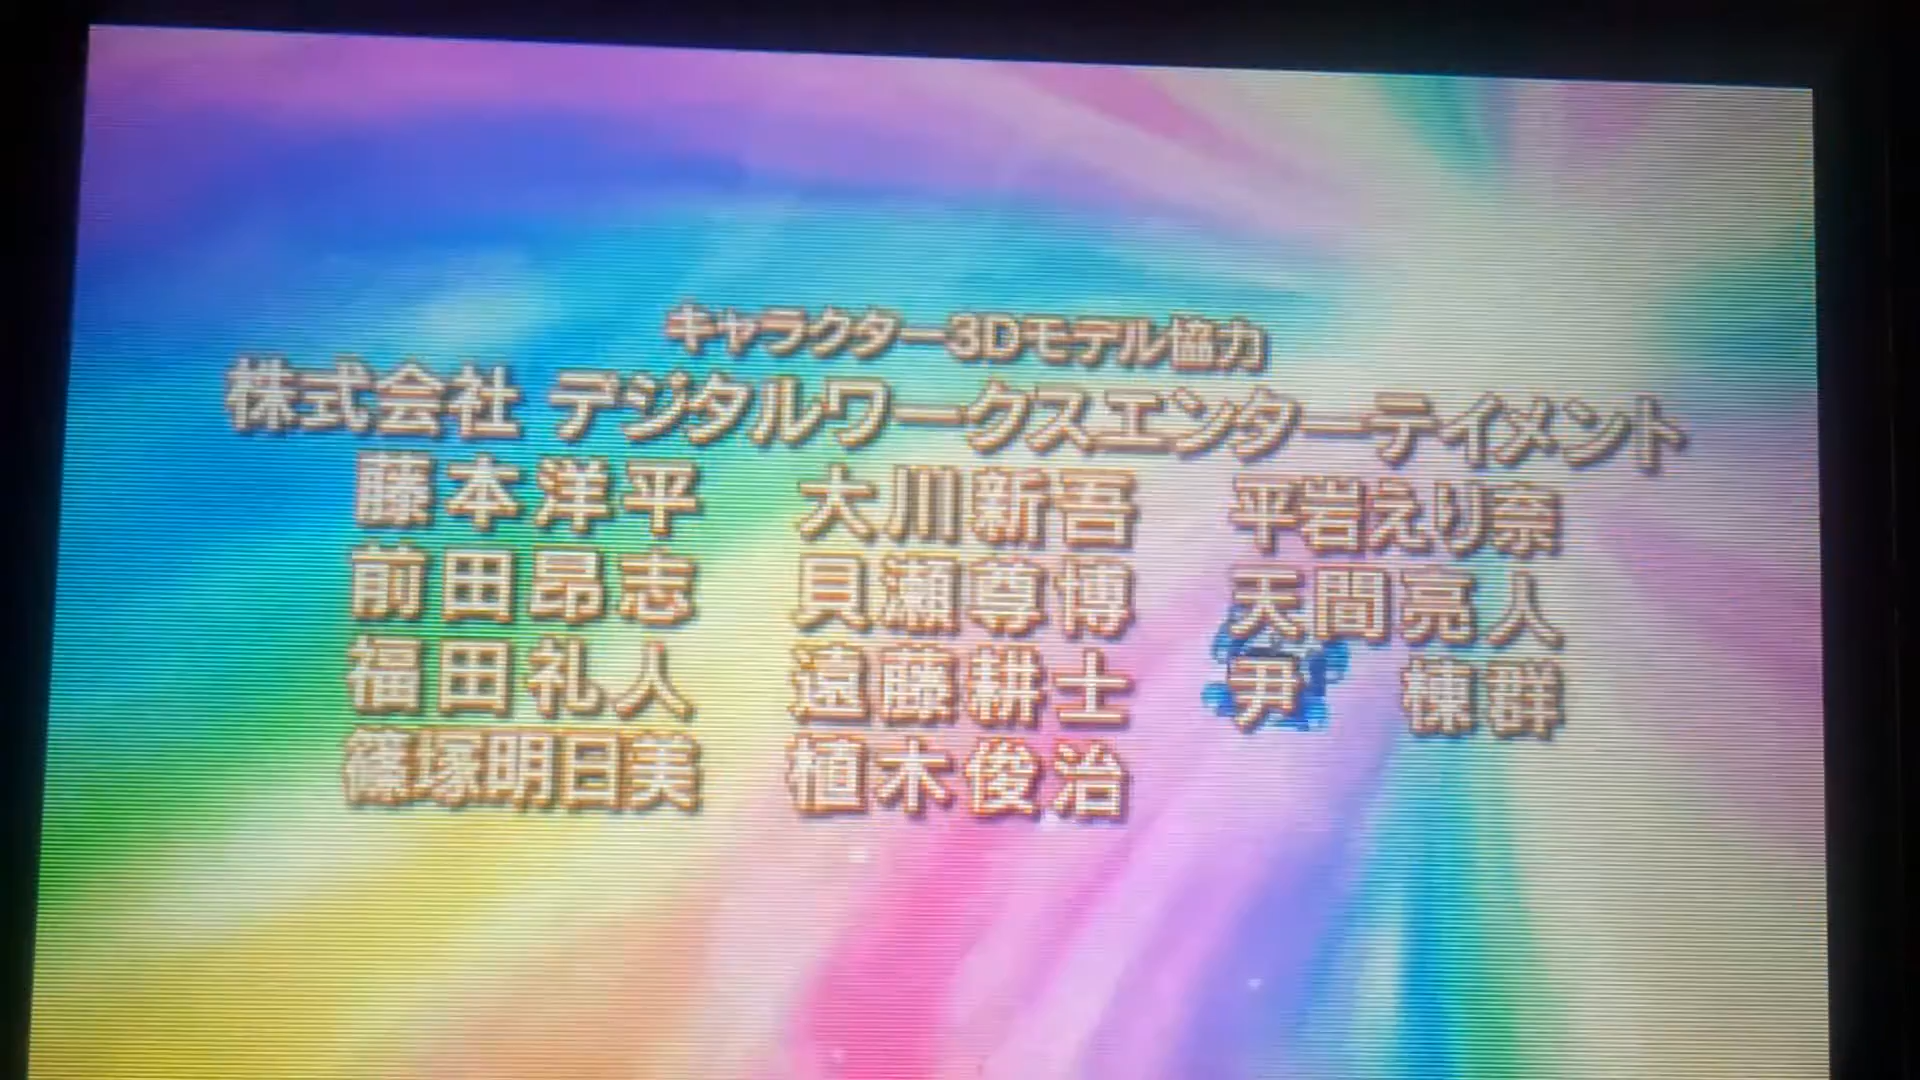 キャラクター3Dモデル協力
株式会社 デジタルワークスエンターテイメント
藤本洋平 大川新吾 平岩えり奈
前田昂志 貝瀬尊博 天間亮人
福田礼人 遠藤耕士 尹 棟群
篠塚明日美 植木俊治